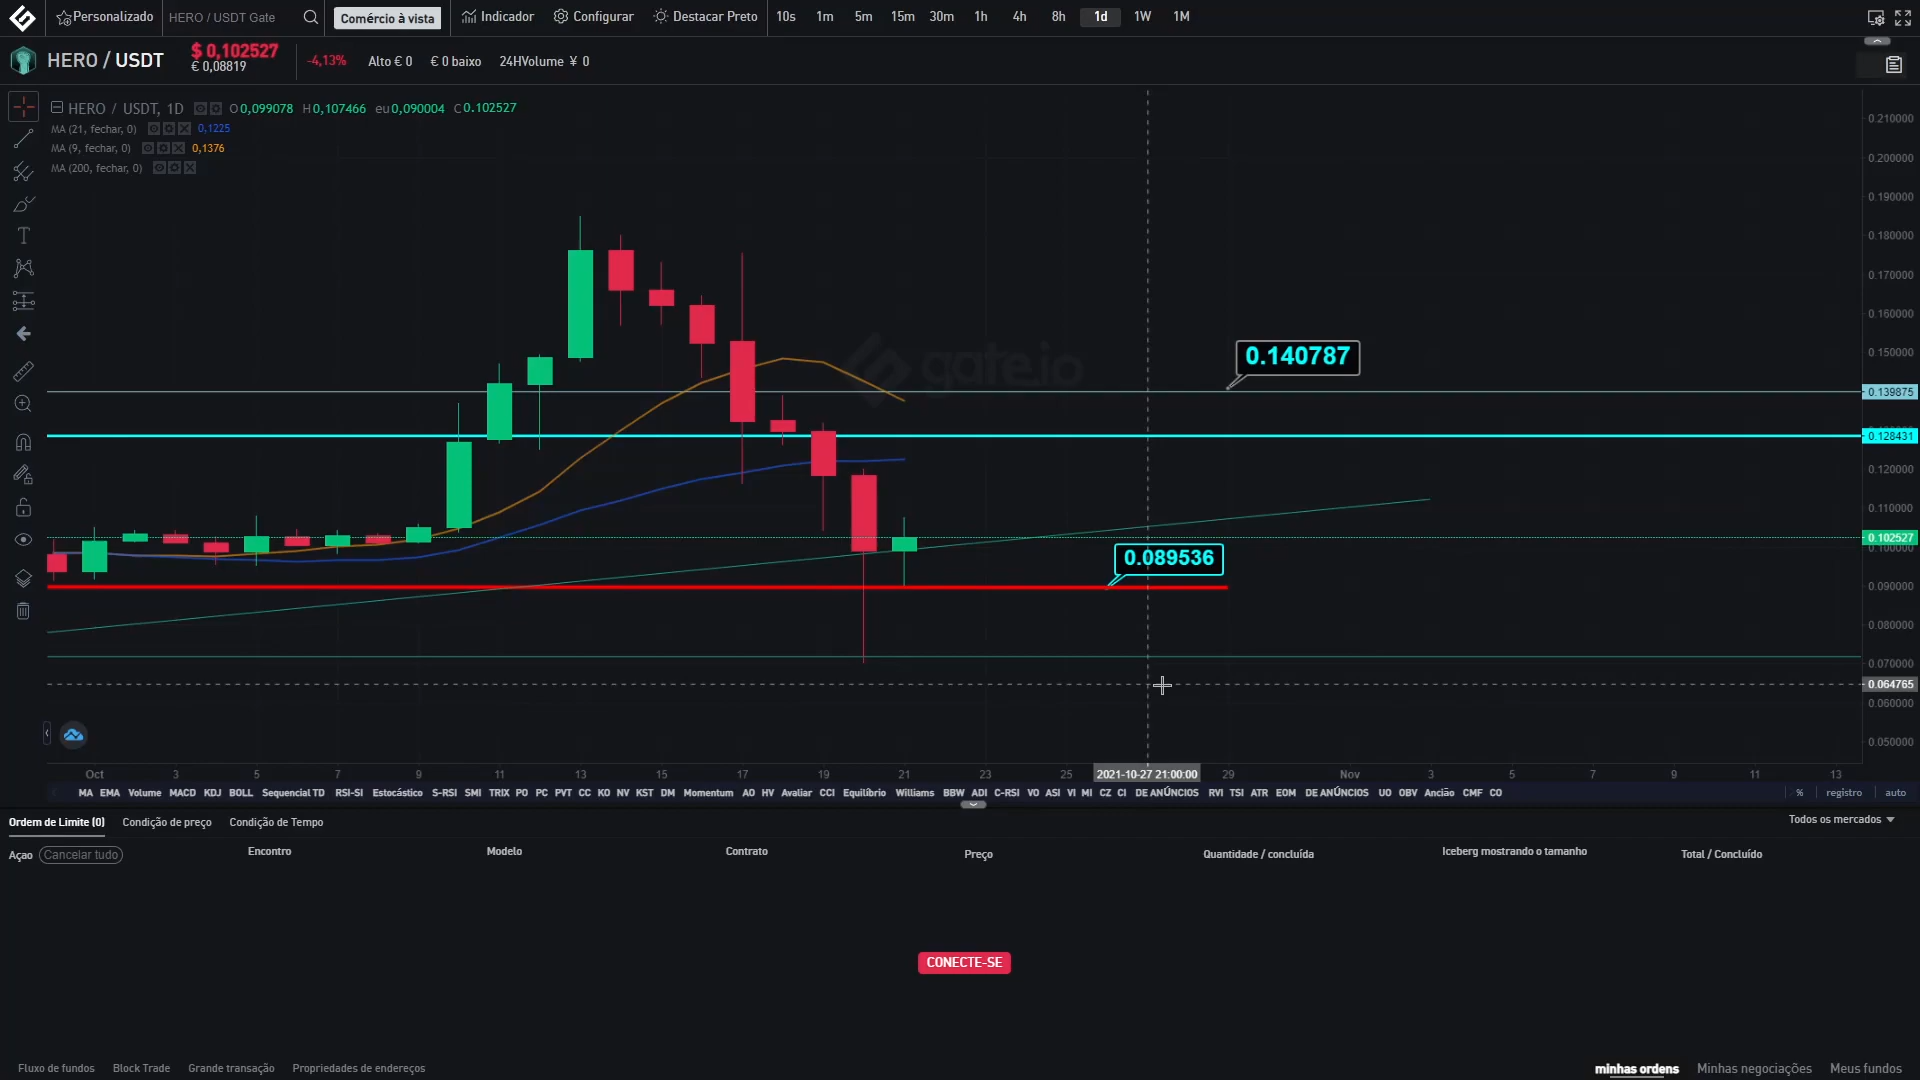 Personalizado HERO / USDT Gate Comércio à vista Indicador Configurar Destacar Preto 10s 1m 5m 15m 30m 1h 4h 8h 1d 1W 1M
HERO / USDT $ 0,102527 -4,13% Alto € 0 € 0 baixo 24HVolume ¥ 0
€ 0,08819
HERO / USDT, 1D O 0,099078 H 0,107466 eu 0,090004 C 0.102527
MA (21, fechar, 0) 0,1225
MA (9, fechar, 0) 0,1376
MA (200, fechar, 0)
0.210000
0.200000
0.190000
0.180000
0.170000
0.160000
0.150000
0.140787
gate.io
0.139875
0.128431
0.120000
0.110000
0.102527
0.100000
0.089536
0.090000
0.080000
0.070000
0.064765
0.060000
0.050000
Oct 3 5 7 9 11 13 15 17 19 21 23 25 2021-10-27 21:00:00 29 Nov 3 5 7 9 11 13
MA EMA Volume MACD KDJ BOLL Sequencial TD RSI-SI Estocástico S-RSI SMI TRIX PO PC PVT CC KO NV KST DM Momentum AO HV Avaliar CCI Equilíbrio Williams BBW ADI C-RSI VO ASI VI MI CZ CI DE ANÚNCIOS RVI TSI ATR EOM DE ANÚNCIOS UO OBV Ancião CMF CO % registro auto
Ordem de Limite (0) Condição de preço Condição de Tempo Todos os mercados
Açao Cancelar tudo Encontro Modelo Contrato Preço Quantidade / concluída Iceberg mostrando o tamanho Total / Concluído
CONECTE-SE
Fluxo de fundos Block Trade Grande transação Propriedades de endereços minhas ordens Minhas negociações Meus fundos